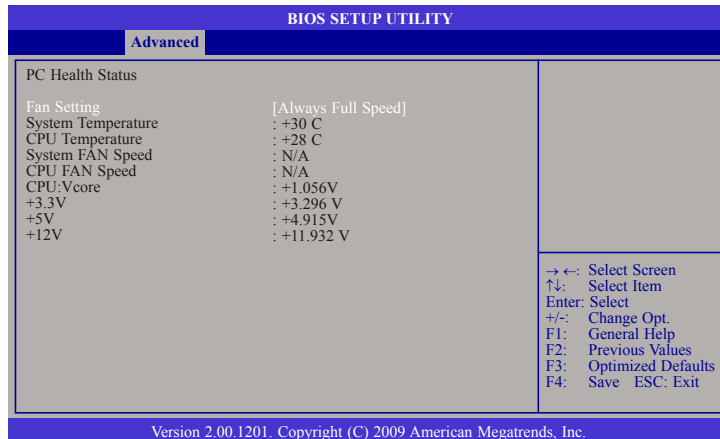 BIOS SETUP UTILITY
Advanced
PC Health Status
Fan Setting [Always Full Speed]
System Temperature : +30 C
CPU Temperature : +28 C
System FAN Speed : N/A
CPU FAN Speed : N/A
CPU:Vcore : +1.056V
+3.3V : +3.296 V
+5V : +4.915V
+12V : +11.932 V
→ ←: Select Screen
↑↓: Select Item
Enter: Select
+/-: Change Opt.
F1: General Help
F2: Previous Values
F3: Optimized Defaults
F4: Save ESC: Exit
Version 2.00.1201. Copyright (C) 2009 American Megatrends, Inc.